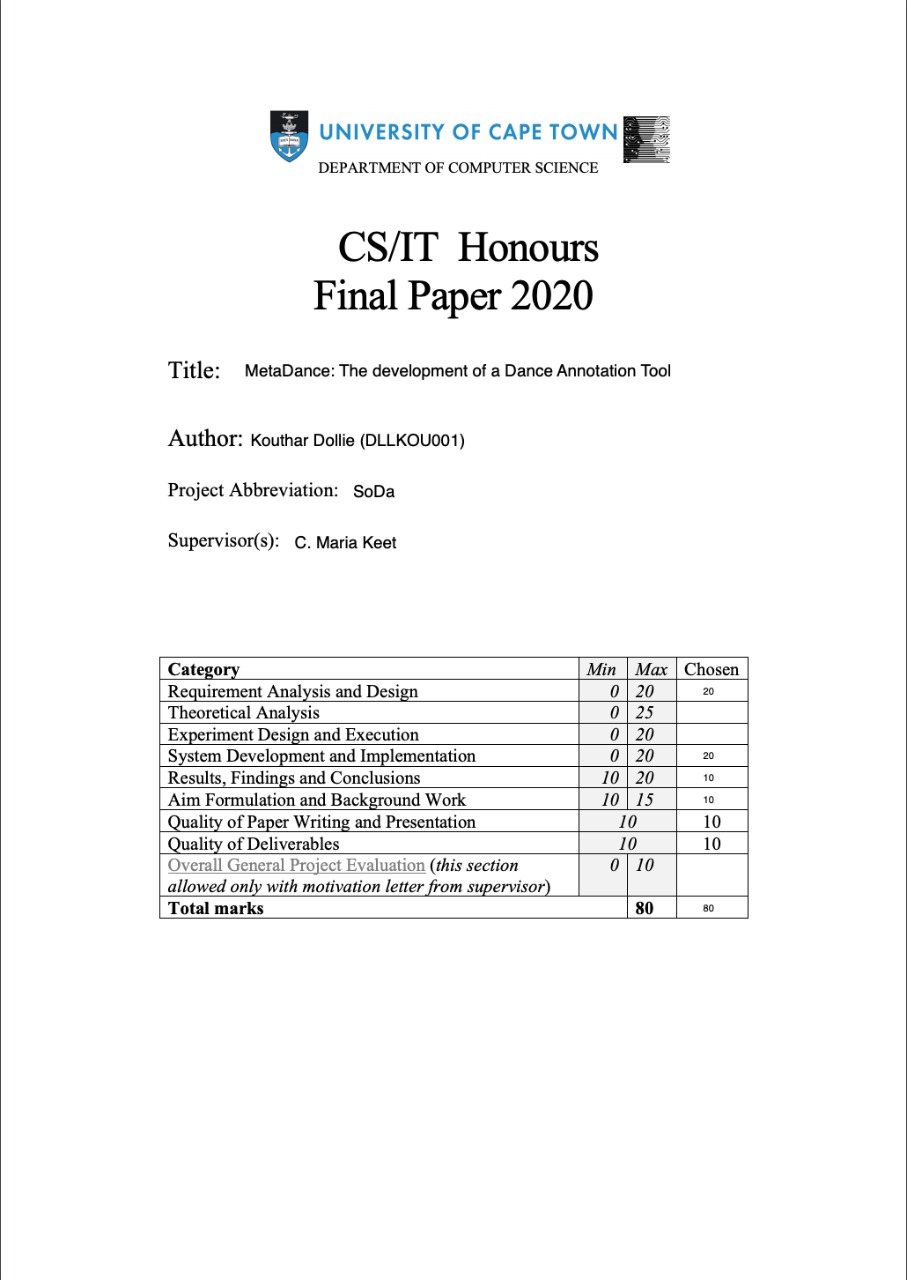 UNIVERSITY OF CAPE TOWN
DEPARTMENT OF COMPUTER SCIENCE
CS/IT Honours
Final Paper 2020
Title: MetaDance: The development of a Dance Annotation Tool
Author: Kouthar Dollie (DLLKOU001)
Project Abbreviation: SoDa
Supervisor(s): C. Maria Keet
Category Min Max Chosen
Requirement Analysis and Design 0 20 20
Theoretical Analysis 0 25
Experiment Design and Execution 0 20
System Development and Implementation 0 20 20
Results, Findings and Conclusions 10 20 10
Aim Formulation and Background Work 10 15 10
Quality of Paper Writing and Presentation 10 10
Quality of Deliverables 10 10
Overall General Project Evaluation (this section 0 10
allowed only with motivation letter from supervisor)
Total marks 80 80